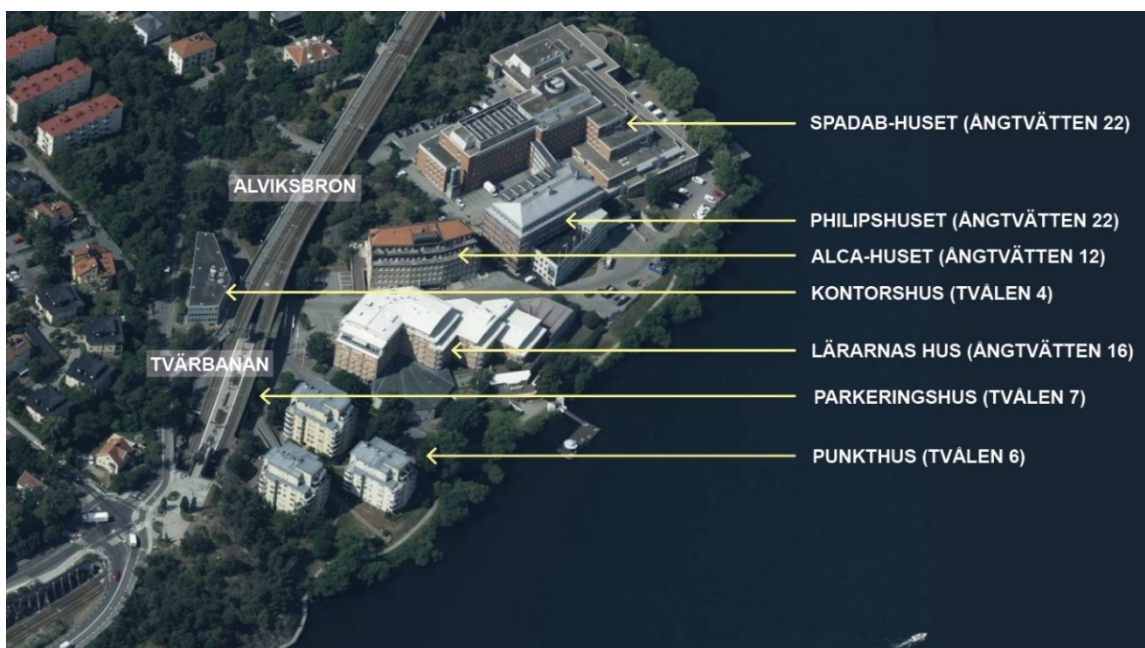 SPADAB-HUSET (ÅNGTVÄTTEN 22)
ALVIKSBRON
PHILIPSHUSET (ÅNGTVÄTTEN 22)
ALCA-HUSET (ÅNGTVÄTTEN 12)
KONTORSHUS (TVÅLEN 4)
LÄRARNAS HUS (ÅNGTVÄTTEN 16)
TVÄRBANAN
PARKERINGSHUS (TVÅLEN 7)
PUNKTHUS (TVÅLEN 6)